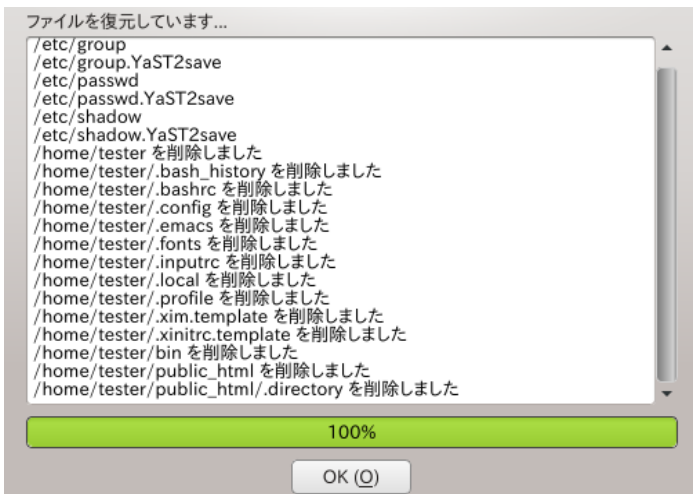 ファイルを復元しています...
/etc/group
/etc/group.YaST2save
/etc/passwd
/etc/passwd.YaST2save
/etc/shadow
/etc/shadow.YaST2save
/home/tester を削除しました
/home/tester/.bash_history を削除しました
/home/tester/.bashrc を削除しました
/home/tester/.config を削除しました
/home/tester/.emacs を削除しました
/home/tester/.fonts を削除しました
/home/tester/.inputrc を削除しました
/home/tester/.local を削除しました
/home/tester/.profile を削除しました
/home/tester/.xim.template を削除しました
/home/tester/.xinitrc.template を削除しました
/home/tester/bin を削除しました
/home/tester/public_html を削除しました
/home/tester/public_html/.directory を削除しました
100%
OK (O)